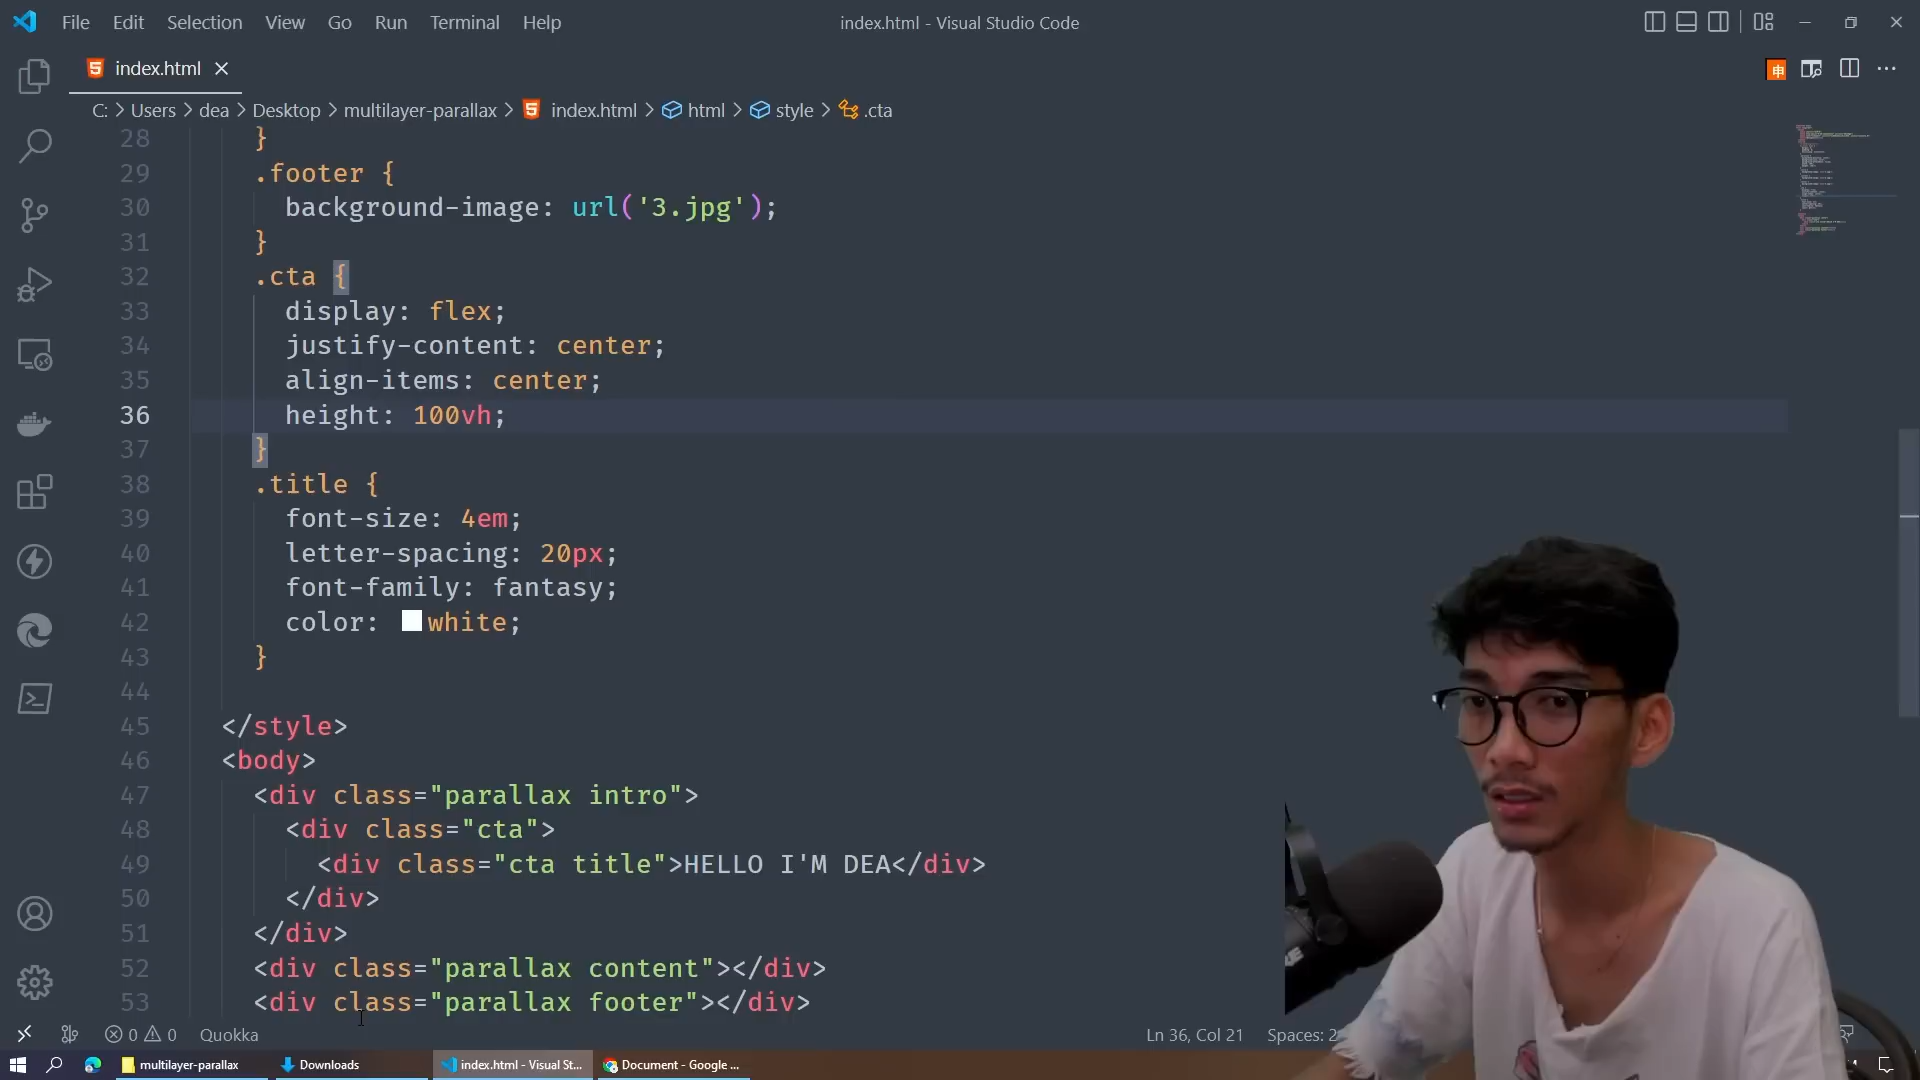 File Edit Selection View Go Run Terminal Help
index.html - Visual Studio Code
index.html
C: > Users > dea > Desktop > multilayer-parallax > index.html > html > style > .cta
28 }
29 .footer {
30 background-image: url('3.jpg');
31 }
32 .cta {
33 display: flex;
34 justify-content: center;
35 align-items: center;
36 height: 100vh;
37 }
38 .title {
39 font-size: 4em;
40 letter-spacing: 20px;
41 font-family: fantasy;
42 color: white;
43 }
44
45 </style>
46 <body>
47 <div class="parallax intro">
48 <div class="cta">
49 <div class="cta title">HELLO I'M DEA</div>
50 </div>
51 </div>
52 <div class="parallax content"></div>
53 <div class="parallax footer"></div>
0 0 Quokka
Ln 36, Col 21 Spaces: 2
multilayer-parallax
Downloads
index.html - Visual St...
Document - Google ...